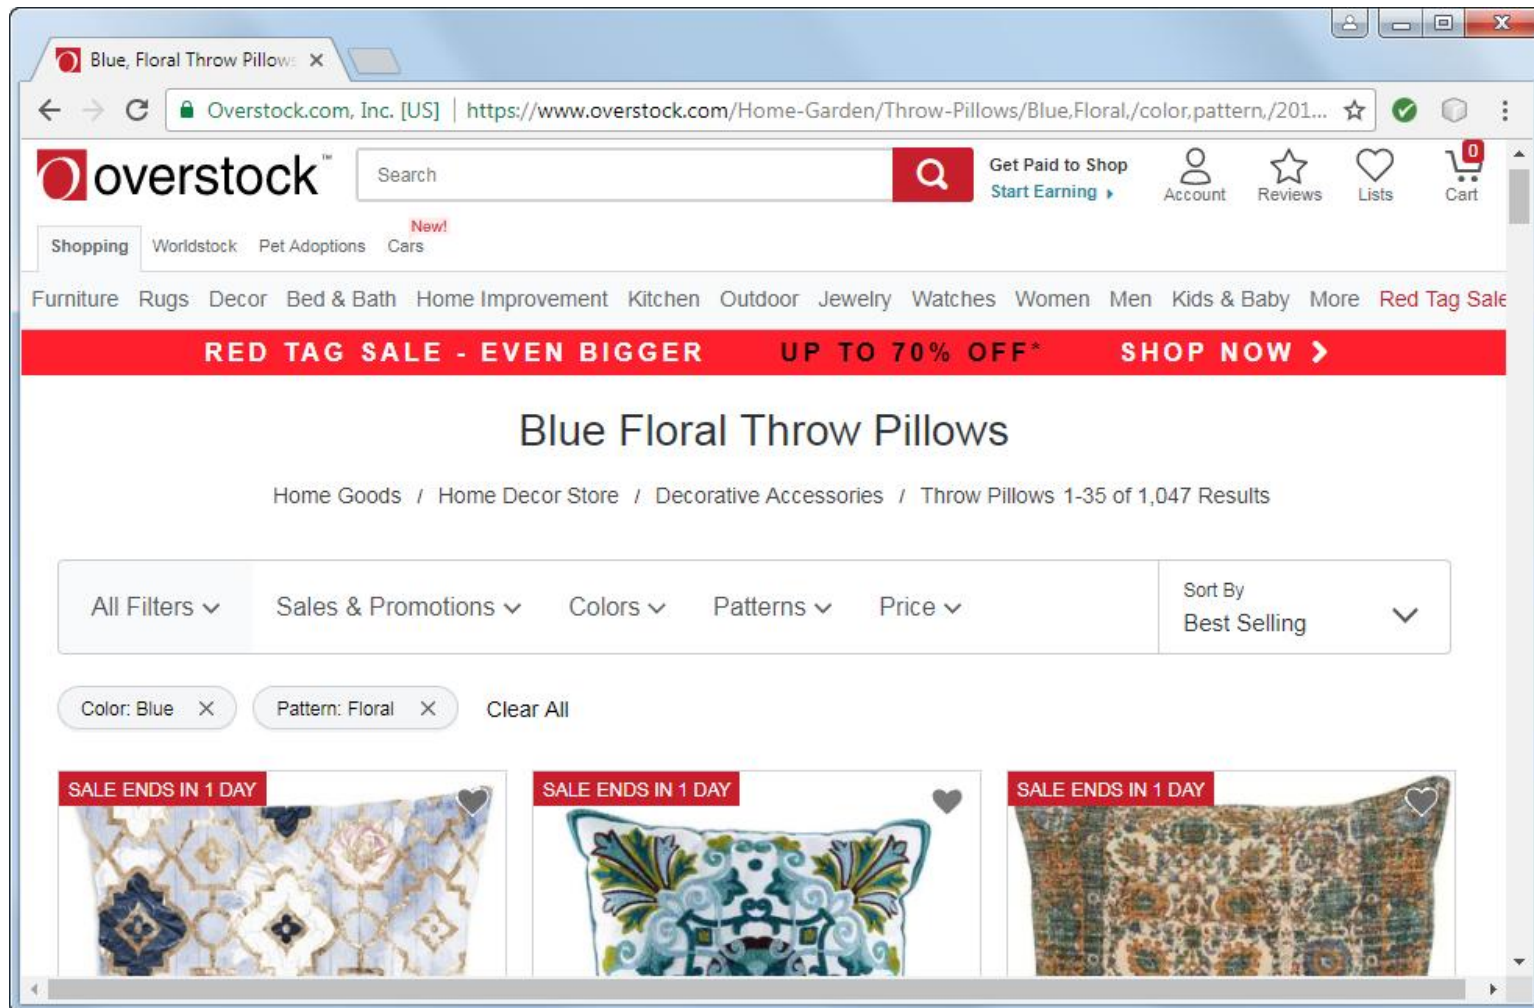 Blue, Floral Throw Pillows
Overstock.com, Inc. [US] | https://www.overstock.com/Home-Garden/Throw-Pillows/Blue,Floral,/color,pattern,/201...
overstock™ Search Get Paid to Shop
Start Earning Account Reviews Lists 0 Cart
Shopping Worldstock Pet Adoptions Cars New!
Furniture Rugs Decor Bed & Bath Home Improvement Kitchen Outdoor Jewelry Watches Women Men Kids & Baby More Red Tag Sale
RED TAG SALE - EVEN BIGGER UP TO 70% OFF* SHOP NOW >
Blue Floral Throw Pillows
Home Goods / Home Decor Store / Decorative Accessories / Throw Pillows 1-35 of 1,047 Results
All Filters Sales & Promotions Colors Patterns Price Sort By
Best Selling
Color: Blue × Pattern: Floral × Clear All
SALE ENDS IN 1 DAY SALE ENDS IN 1 DAY SALE ENDS IN 1 DAY